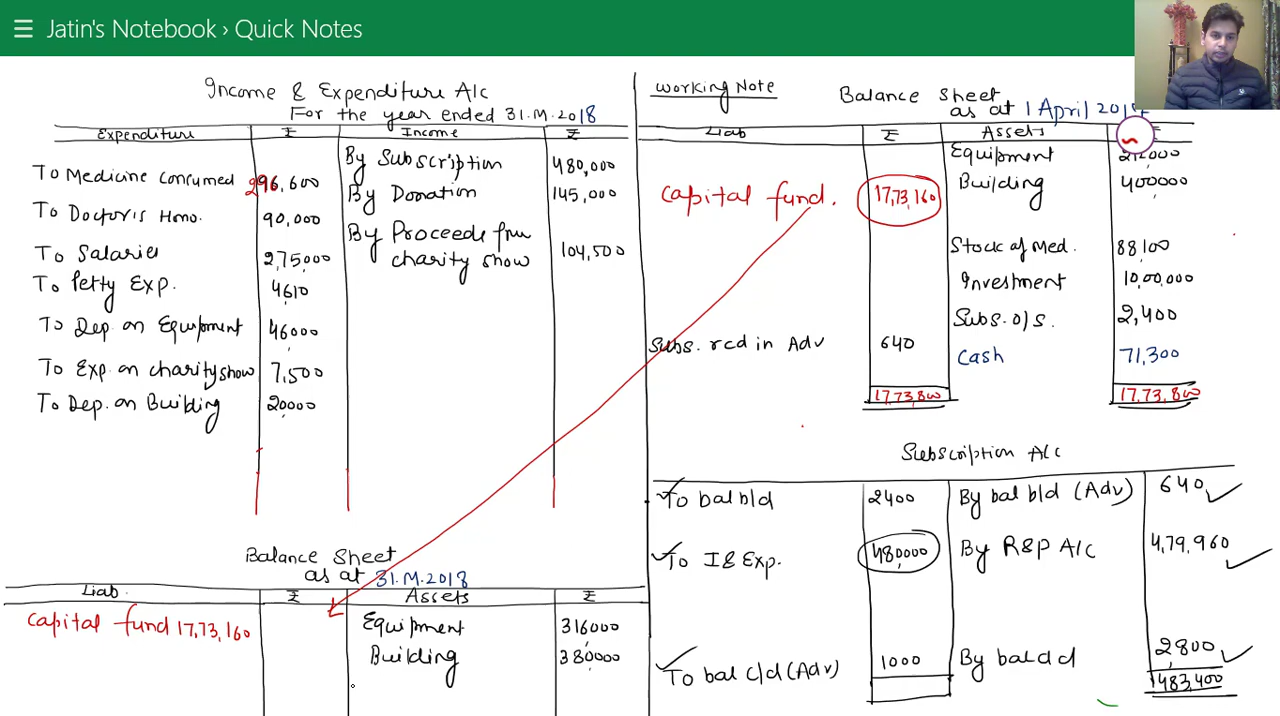 Jatin's Notebook › Quick Notes
Income & Expenditure A/c
For the year ended 31.M.2018
Expenditure ₹ Income ₹
To Medicine Consumed 296,600 By Subscription 480,000
To Doctor's Hono. 90,000 By Donation 145,000
To Salaries 2,75,000 By Proceeds from charity show 104,500
To Petty Exp. 4,610
To Dep. on Equipment 46000
To Exp. on charity show 7,500
To Dep. on Building 20000
Balance Sheet
as at 31.M.2018
Liab. ₹ Assets ₹
Capital fund 17,73,160 Equipment 316000
Building 380000
Working Note
Balance Sheet
as at 1 April
Liab ₹ Assets
Equipment
Capital fund. 17,73,160 Building 400000
Stock of Med. 88,100
Investment 10,00,000
Subs. o/s. 2,400
Subs. rcd in Adv 640
Cash 71,300
17,73,800 17,73,800
Subscription A/c
To bal b/d 2400 By bal b/d (Adv) 640
To I & Exp. 480000 By R&P A/c 4,79,960
To bal c/d (Adv) 1000 By bal c/d 2,800
483,400